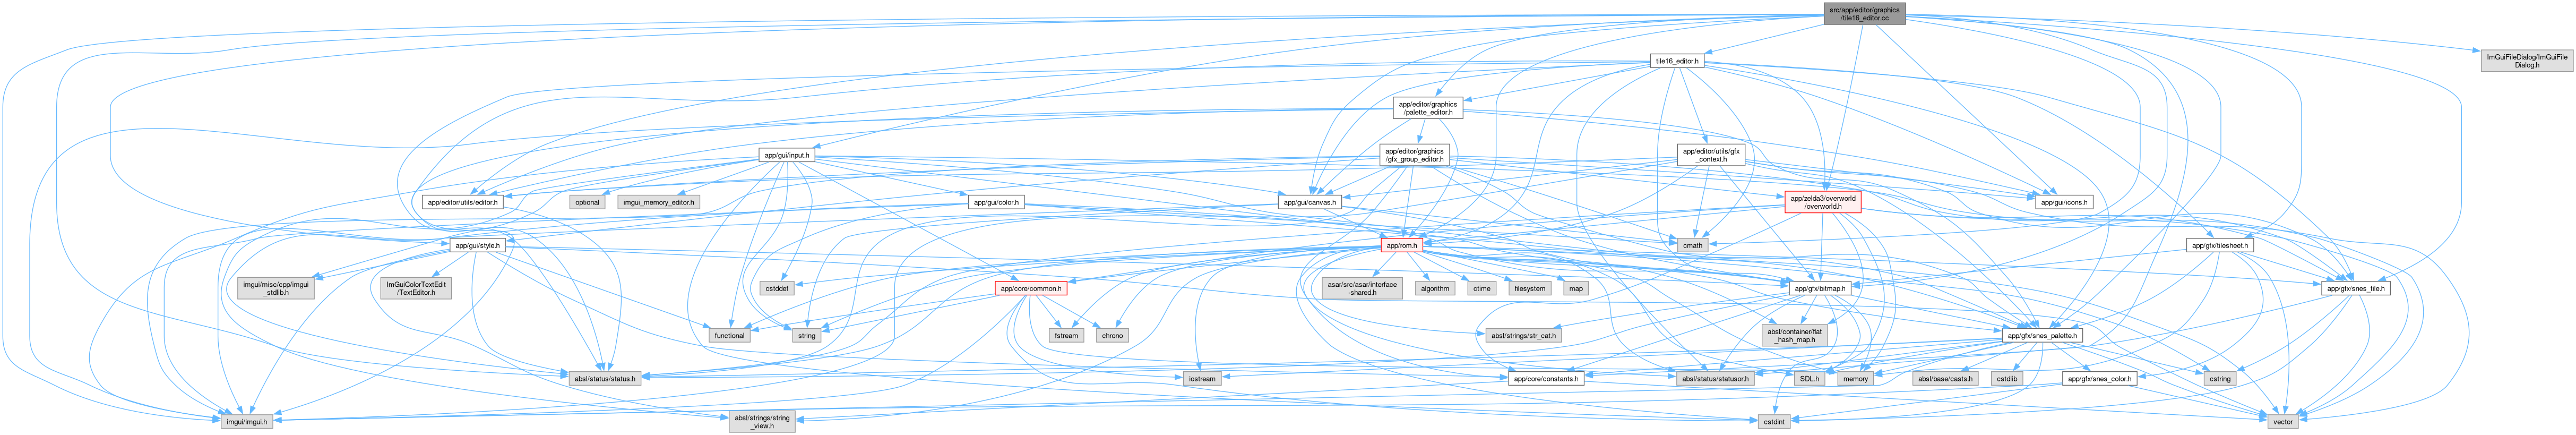 src/app/editor/graphics
/tile16_editor.cc
tile16_editor.h
ImGuiFileDialog/ImGuiFile
Dialog.h
app/editor/graphics
/palette_editor.h
app/gui/input.h
app/editor/graphics
/gfx_group_editor.h
app/editor/utils/gfx
_context.h
app/editor/utils/editor.h
optional
imgui_memory_editor.h
app/gui/color.h
app/gui/canvas.h
app/zelda3/overworld
/overworld.h
app/gui/icons.h
app/gui/style.h
app/rom.h
cmath
app/gfx/tilesheet.h
imgui/misc/cpp/imgui
_stdlib.h
ImGuiColorTextEdit
/TextEditor.h
cstddef
app/core/common.h
asar/src/asar/interface
-shared.h
algorithm
ctime
filesystem
map
app/gfx/bitmap.h
app/gfx/snes_tile.h
functional
string
fstream
chrono
absl/strings/str_cat.h
absl/container/flat
_hash_map.h
app/gfx/snes_palette.h
absl/status/status.h
iostream
app/core/constants.h
absl/status/statusor.h
SDL.h
memory
absl/base/casts.h
cstdlib
app/gfx/snes_color.h
cstring
imgui/imgui.h
absl/strings/string
_view.h
cstdint
vector